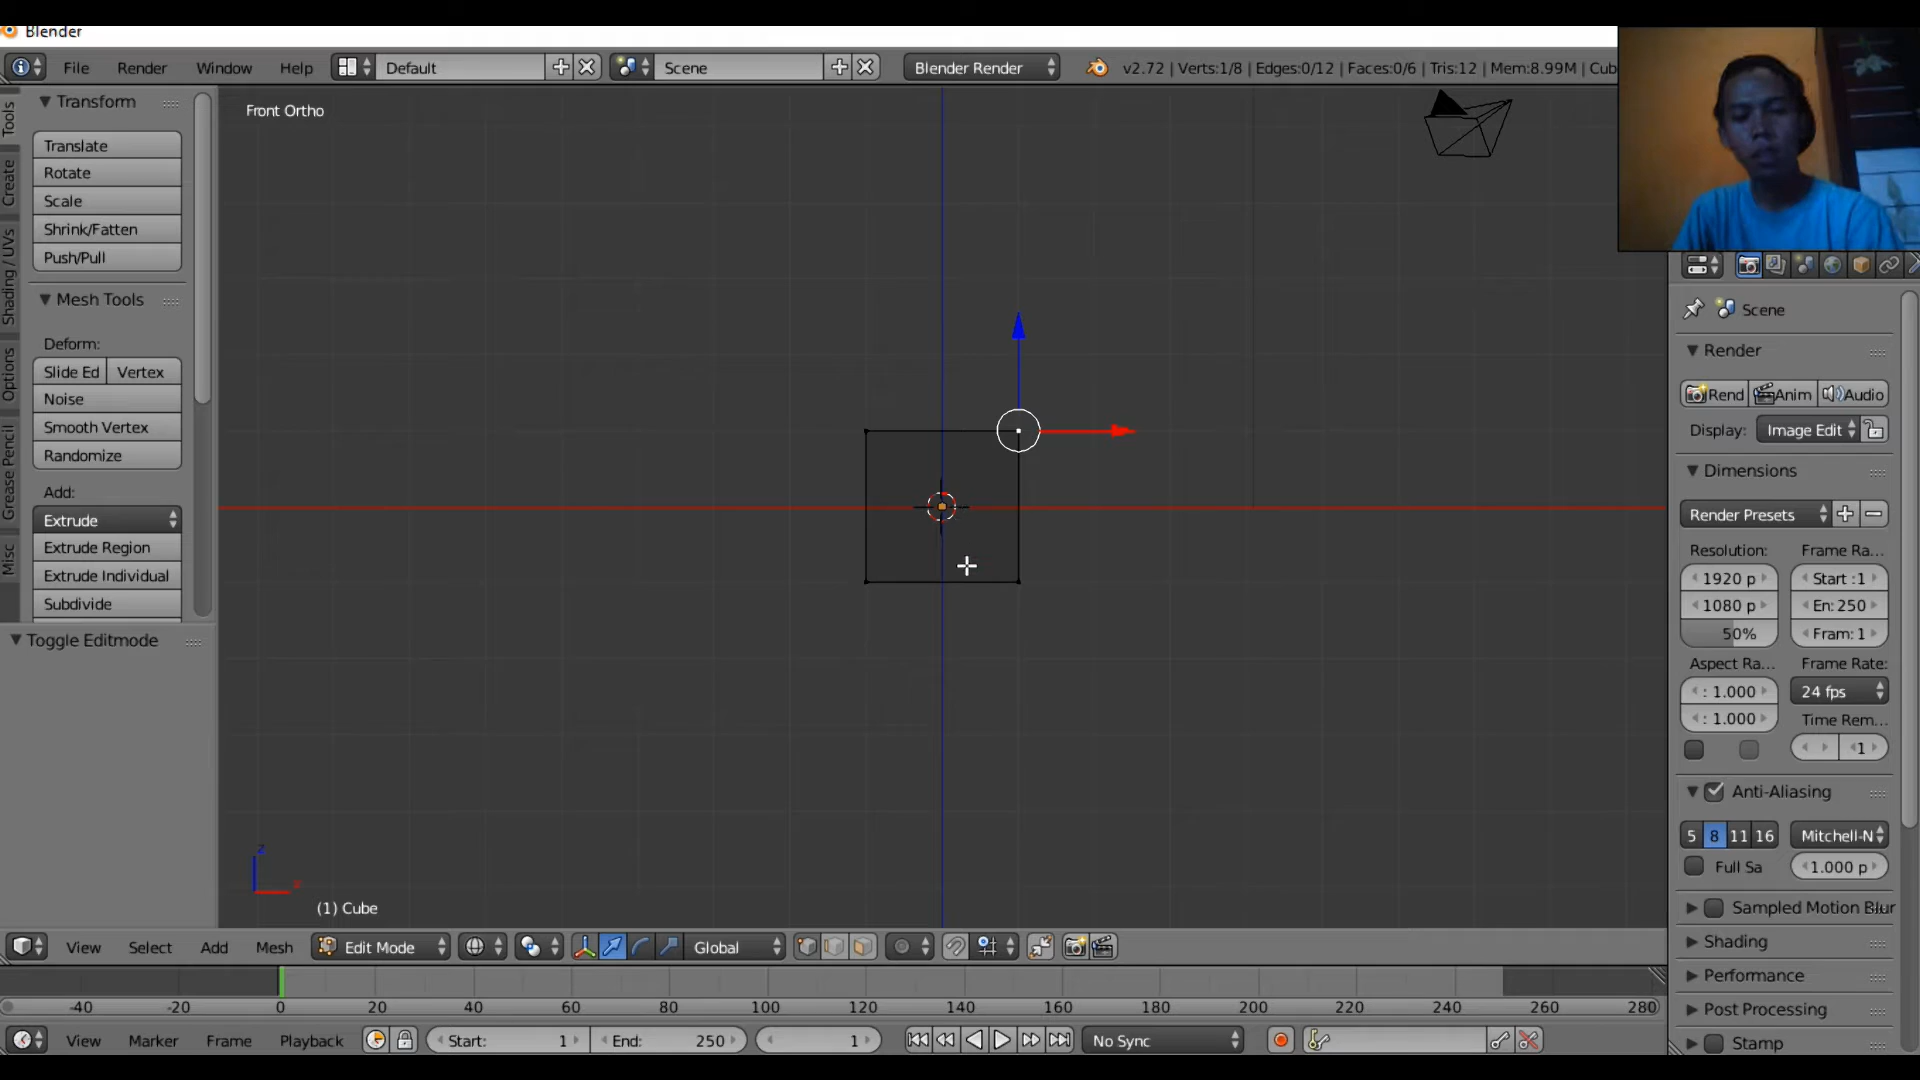 Blender
File Render Window Help Default Scene Blender Render v2.72 | Verts:1/8 | Edges:0/12 | Faces:0/6 | Tris:12 | Mem:8.99M | Cub
Front Ortho
Tools
Create
Shading / UVs
Options
Grease Pencil
Misc
Transform
Translate
Rotate
Scale
Shrink/Fatten
Push/Pull
Mesh Tools
Deform:
Slide Ed Vertex
Noise
Smooth Vertex
Randomize
Add:
Extrude
Extrude Region
Extrude Individual
Subdivide
Toggle Editmode
z
x
(1) Cube
Scene
Render
Rend Anim Audio
Display: Image Edit
Dimensions
Render Presets
Resolution: Frame Ra...
1920 p Start :1
1080 p En: 250
50% Fram: 1
Aspect Ra... Frame Rate:
: 1.000 24 fps
: 1.000 Time Rem...
1
Anti-Aliasing
5 8 11 16 Mitchell-N
Full Sa 1.000 p
Sampled Motion Blur
Shading
Performance
Post Processing
Stamp
View Select Add Mesh Edit Mode Global
-40 -20 0 20 40 60 80 100 120 140 160 180 200 220 240 260 280
View Marker Frame Playback Start: 1 End: 250 1 No Sync